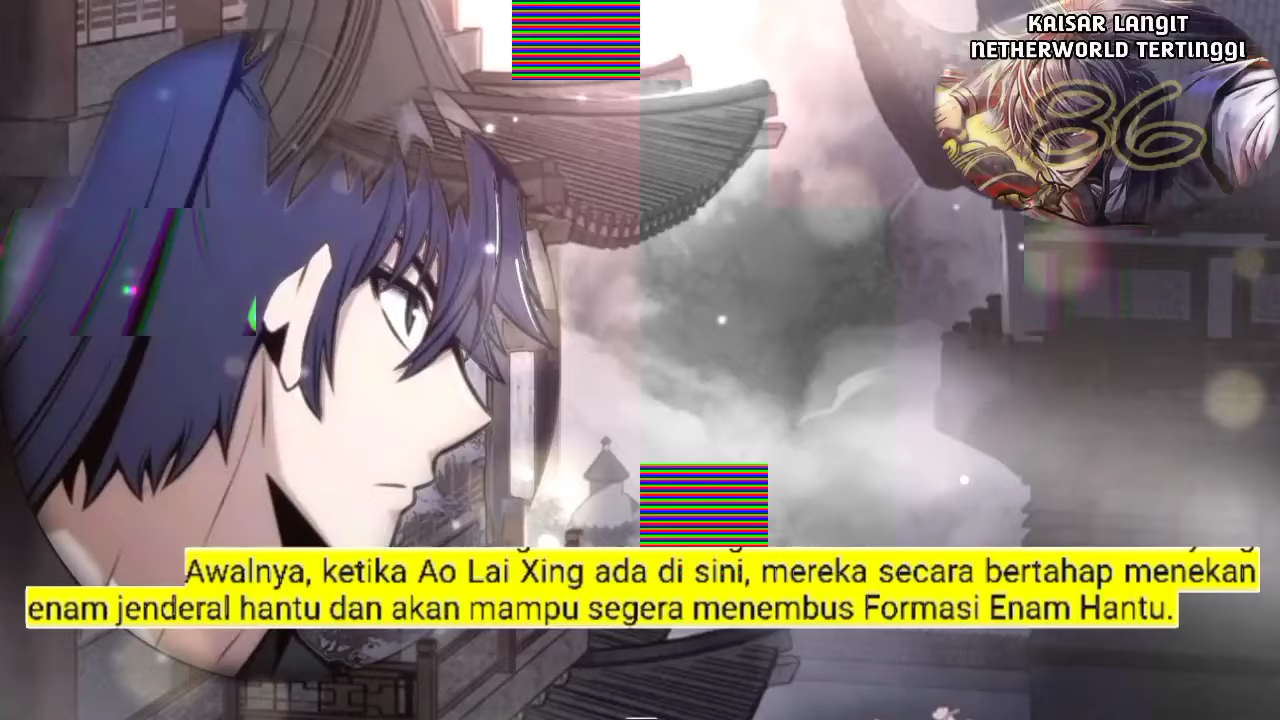 KAISAR LANGIT
NETHERWORLD TERTINGGI
86
Awalnya, ketika Ao Lai Xing ada di sini, mereka secara bertahap menekan
enam jenderal hantu dan akan mampu segera menembus Formasi Enam Hantu.